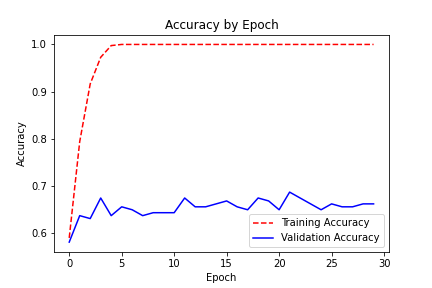 Accuracy by Epoch
1.0
0.9
0.8
0.7
0.6
Accuracy
Training Accuracy
Validation Accuracy
0 5 10 15 20 25 30
Epoch